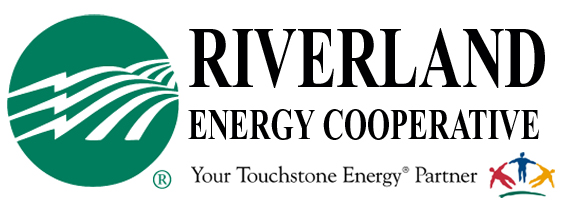 RIVERLAND
ENERGY COOPERATIVE
®
Your Touchstone Energy® Partner